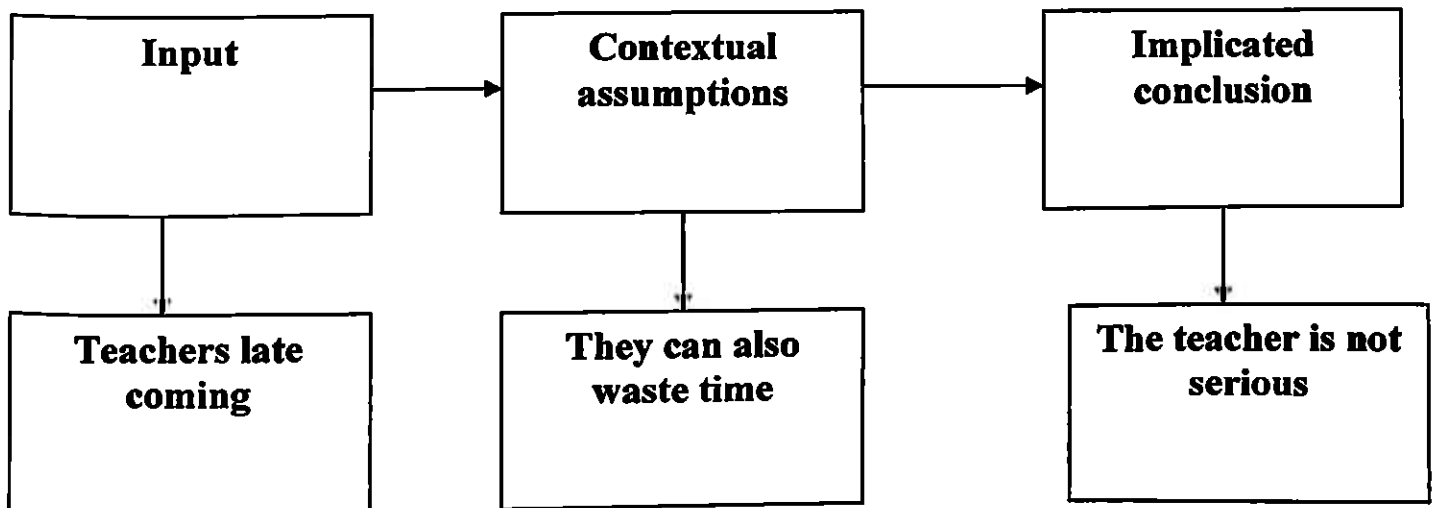 Input
Contextual
assumptions
Implicated
conclusion
Teachers late
coming
They can also
waste time
The teacher is not
serious